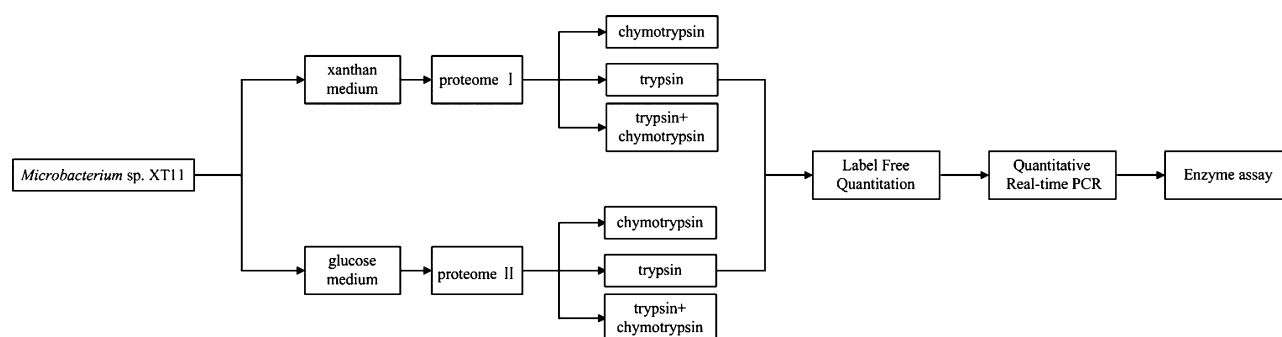 Microbacterium sp. XT11
xanthan
medium
proteome I
chymotrypsin
trypsin
trypsin+
chymotrypsin
glucose
medium
proteome II
chymotrypsin
trypsin
trypsin+
chymotrypsin
Label Free
Quantitation
Quantitative
Real-time PCR
Enzyme assay